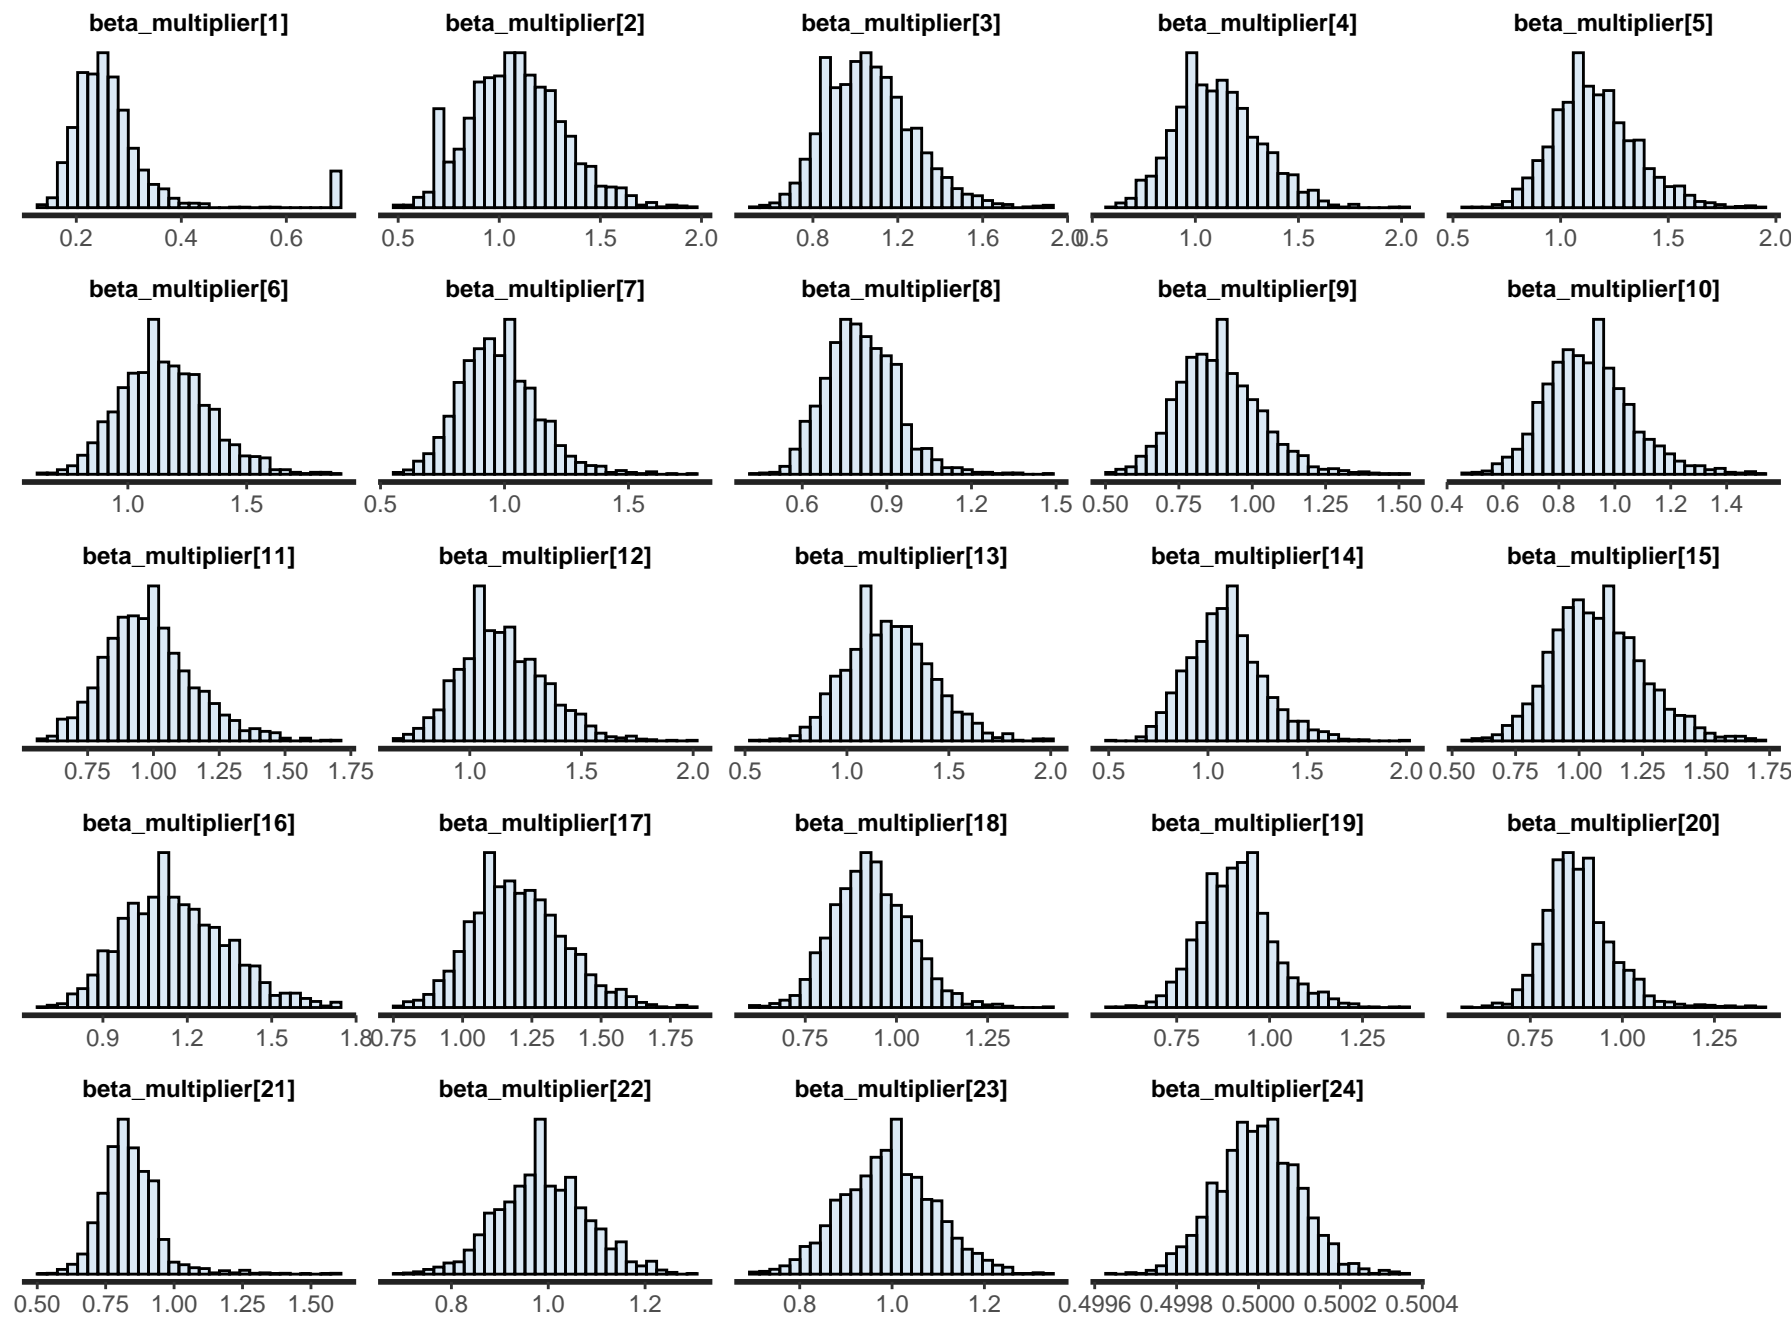 beta_multiplier[1] beta_multiplier[2] beta_multiplier[3] beta_multiplier[4] beta_multiplier[5]
0.2 0.4 0.6 0.5 1.0 1.5 2.0 0.8 1.2 1.6 2.0 0.5 1.0 1.5 2.0 0.5 1.0 1.5 2.0
beta_multiplier[6] beta_multiplier[7] beta_multiplier[8] beta_multiplier[9] beta_multiplier[10]
1.0 1.5 0.5 1.0 1.5 0.6 0.9 1.2 1.5 0.50 0.75 1.00 1.25 1.50 0.4 0.6 0.8 1.0 1.2 1.4
beta_multiplier[11] beta_multiplier[12] beta_multiplier[13] beta_multiplier[14] beta_multiplier[15]
0.75 1.00 1.25 1.50 1.75 1.0 1.5 2.0 0.5 1.0 1.5 2.0 0.5 1.0 1.5 2.0 0.50 0.75 1.00 1.25 1.50 1.75
beta_multiplier[16] beta_multiplier[17] beta_multiplier[18] beta_multiplier[19] beta_multiplier[20]
0.9 1.2 1.5 1.8 0.75 1.00 1.25 1.50 1.75 0.75 1.00 1.25 0.75 1.00 1.25 0.75 1.00 1.25
beta_multiplier[21] beta_multiplier[22] beta_multiplier[23] beta_multiplier[24]
0.50 0.75 1.00 1.25 1.50 0.8 1.0 1.2 0.8 1.0 1.2 0.4996 0.4998 0.5000 0.5002 0.5004